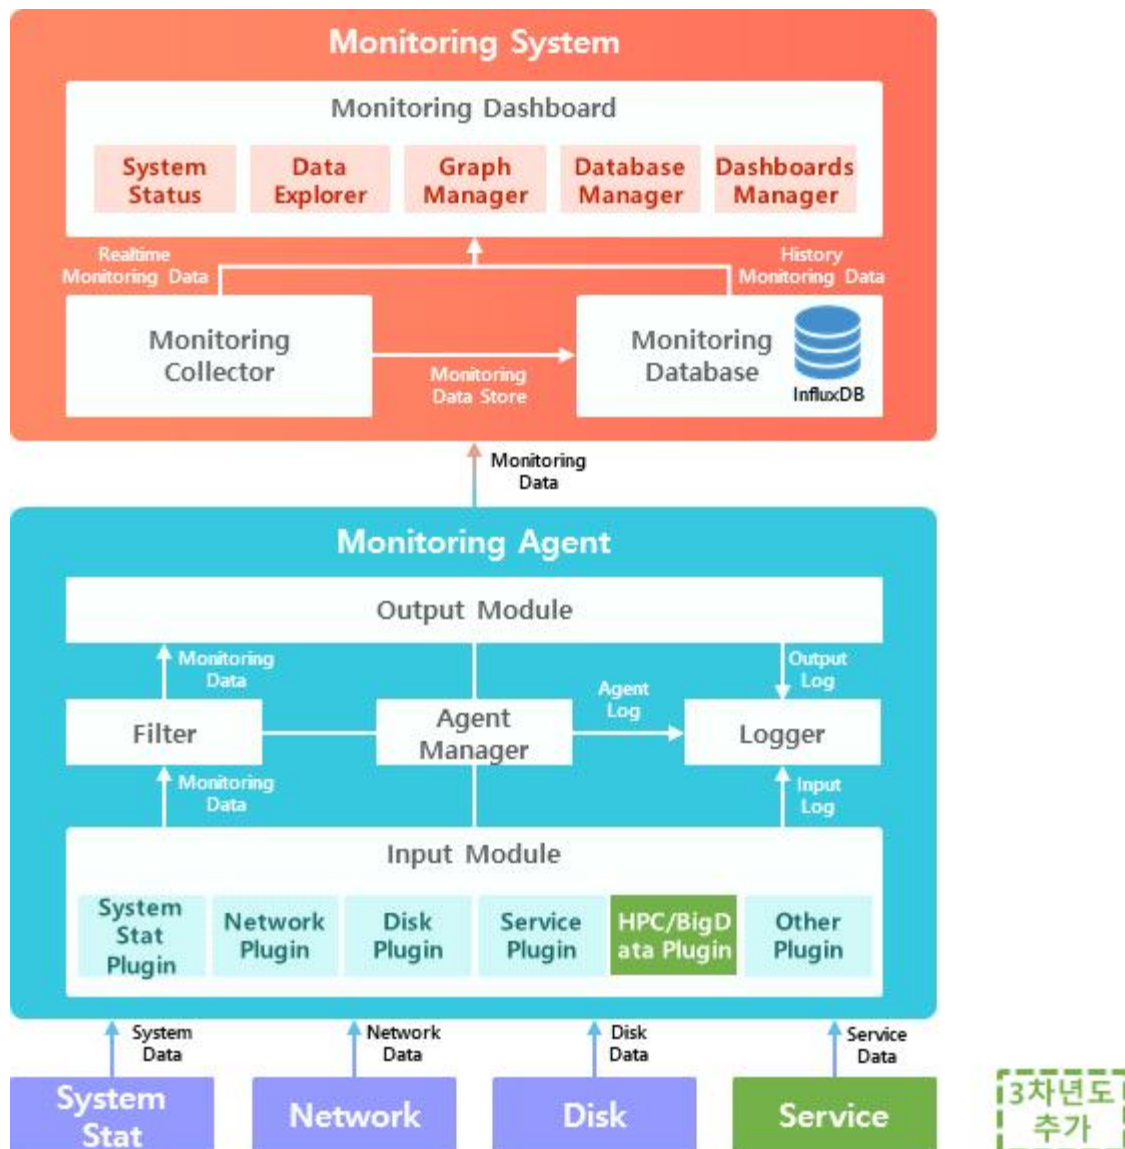 Monitoring System
Monitoring Dashboard
System
Status
Data
Explorer
Graph
Manager
Database
Manager
Dashboards
Manager
Realtime
Monitoring Data
History
Monitoring Data
Monitoring
Collector
Monitoring
Data Store
Monitoring
Database
InfluxDB
Monitoring
Data
Monitoring Agent
Output Module
Monitoring
Data
Output
Log
Filter
Agent
Manager
Agent
Log
Logger
Monitoring
Data
Input
Log
Input Module
System
Stat
Plugin
Network
Plugin
Disk
Plugin
Service
Plugin
HPC/BigD
ata Plugin
Other
Plugin
System
Data
Network
Data
Disk
Data
Service
Data
System
Stat
Network
Disk
Service
3차년도
추가